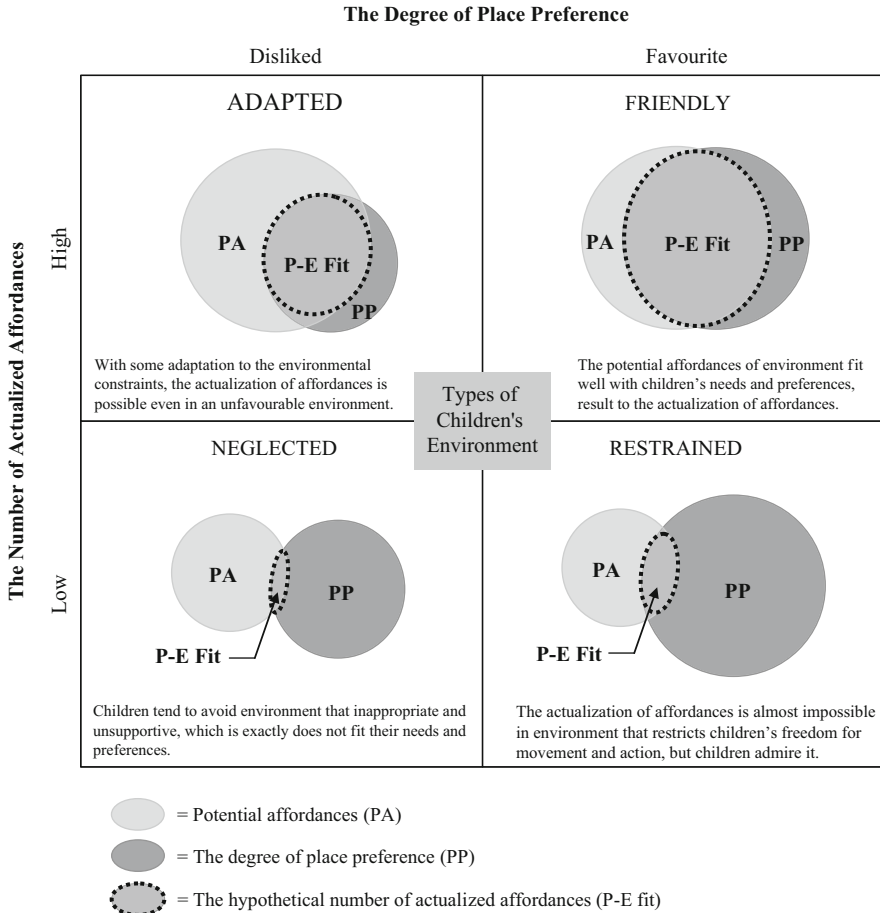 The Degree of Place Preference
Disliked
Favourite
The Number of Actualized Affordances
High
Low
ADAPTED
PA
P-E Fit
PP
With some adaptation to the environmental
constraints, the actualization of affordances is
possible even in an unfavourable environment.
FRIENDLY
PA
P-E Fit
PP
The potential affordances of environment fit
well with children's needs and preferences,
result to the actualization of affordances.
Types of
Children's
Environment
NEGLECTED
PA
PP
P-E Fit
Children tend to avoid environment that inappropriate and
unsupportive, which is exactly does not fit their needs and
preferences.
RESTRAINED
PA
PP
P-E Fit
The actualization of affordances is almost impossible
in environment that restricts children's freedom for
movement and action, but children admire it.
= Potential affordances (PA)
= The degree of place preference (PP)
= The hypothetical number of actualized affordances (P-E fit)